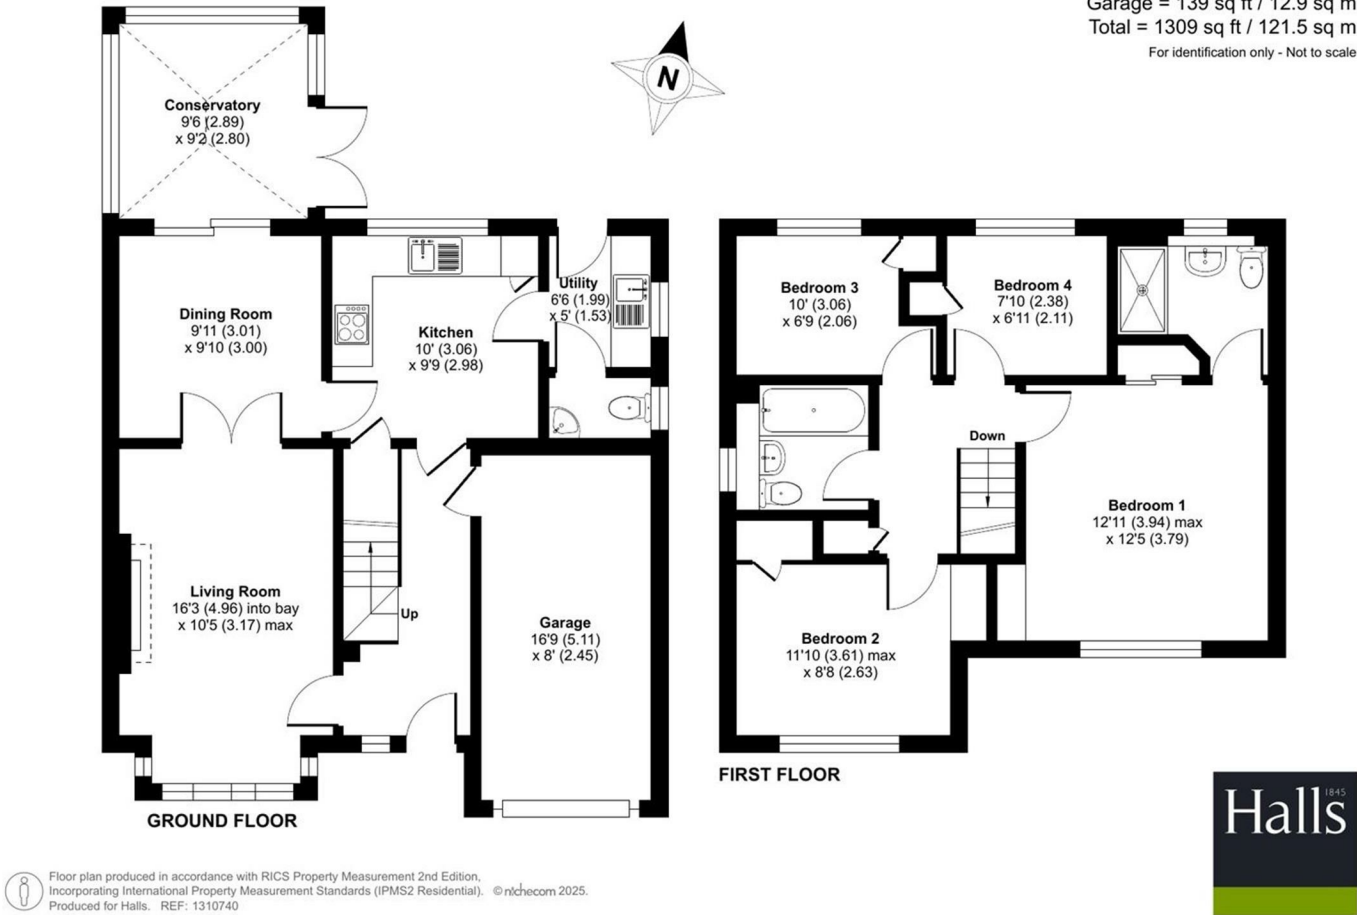 Garage = 139 sq ft / 12.9 sq m
Total = 1309 sq ft / 121.5 sq m
For identification only - Not to scale
N
Conservatory
9'6 (2.89)
x 9'2 (2.80)
Dining Room
9'11 (3.01)
x 9'10 (3.00)
Kitchen
10' (3.06)
x 9'9 (2.98)
Utility
6'6 (1.99)
x 5' (1.53)
Living Room
16'3 (4.96) into bay
x 10'5 (3.17) max
Up
Garage
16'9 (5.11)
x 8' (2.45)
GROUND FLOOR
Bedroom 3
10' (3.06)
x 6'9 (2.06)
Bedroom 4
7'10 (2.38)
x 6'11 (2.11)
Down
Bedroom 1
12'11 (3.94) max
x 12'5 (3.79)
Bedroom 2
11'10 (3.61) max
x 8'8 (2.63)
FIRST FLOOR
1845
Halls
Floor plan produced in accordance with RICS Property Measurement 2nd Edition,
Incorporating International Property Measurement Standards (IPMS2 Residential). © nichecom 2025.
Produced for Halls. REF: 1310740